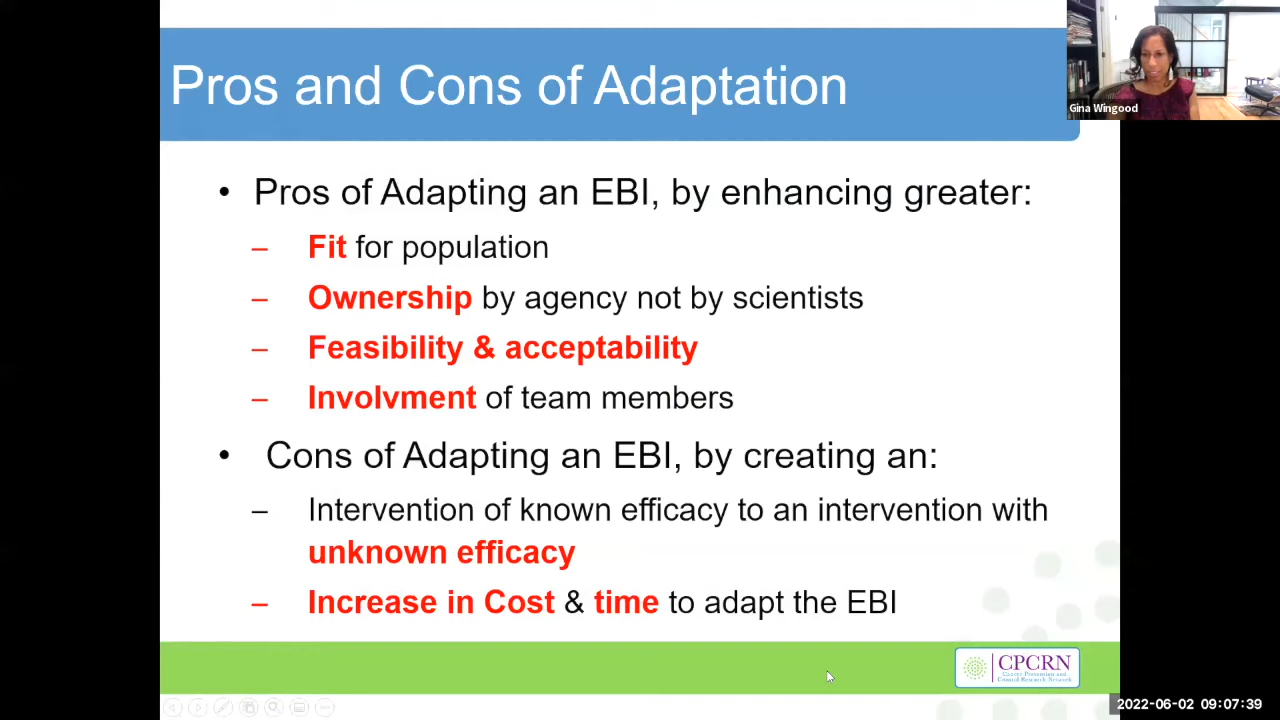 Pros and Cons of Adaptation
Gina Wingood
• Pros of Adapting an EBI, by enhancing greater:
– Fit for population
– Ownership by agency not by scientists
– Feasibility & acceptability
– Involvment of team members
• Cons of Adapting an EBI, by creating an:
– Intervention of known efficacy to an intervention with
unknown efficacy
– Increase in Cost & time to adapt the EBI
CPCRN
Cancer Prevention and
Control Research Network
2022-06-02 09:07:39